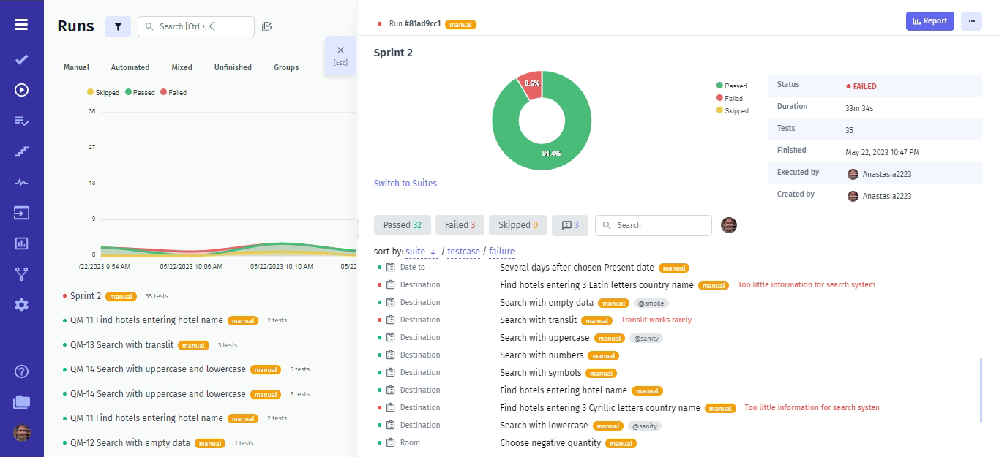 Runs
Search [Ctrl + K]
Manual Automated Mixed Unfinished Groups
[Esc]
Skipped Passed Failed
36
27
18
9
0
/22/2023 9:54 AM 05/22/2023 10:06 AM 05/22/2023 10:10 AM 05/22
Sprint 2 manual 35 tests
QM-11 Find hotels entering hotel name manual 2 tests
QM-13 Search with translit manual 3 tests
QM-14 Search with uppercase and lowercase manual 5 tests
QM-14 Search with uppercase and lowercase manual 3 tests
QM-11 Find hotels entering hotel name manual 2 tests
QM-12 Search with empty data manual 1 tests
Run #81ad9cc1 manual
Report
Sprint 2
8.6%
91.4%
Passed
Failed
Skipped
Status FAILED
Duration 33m 34s
Tests 35
Finished May 22, 2023 10:47 PM
Executed by Anastasia2223
Created by Anastasia2223
Switch to Suites
Passed 32 Failed 3 Skipped 0 3 Search
sort by: suite ↓ / testcase / failure
Date to Several days after chosen Present date manual
Destination Find hotels entering 3 Latin letters country name manual Too little information for search system
Destination Search with empty data manual @smoke
Destination Search with translit manual Translit works rarely
Destination Search with uppercase manual @sanity
Destination Search with numbers manual
Destination Search with symbols manual
Destination Find hotels entering hotel name manual
Destination Find hotels entering 3 Cyrillic letters country name manual Too little information for search systen
Destination Search with lowercase manual @sanity
Room Choose negative quantity manual